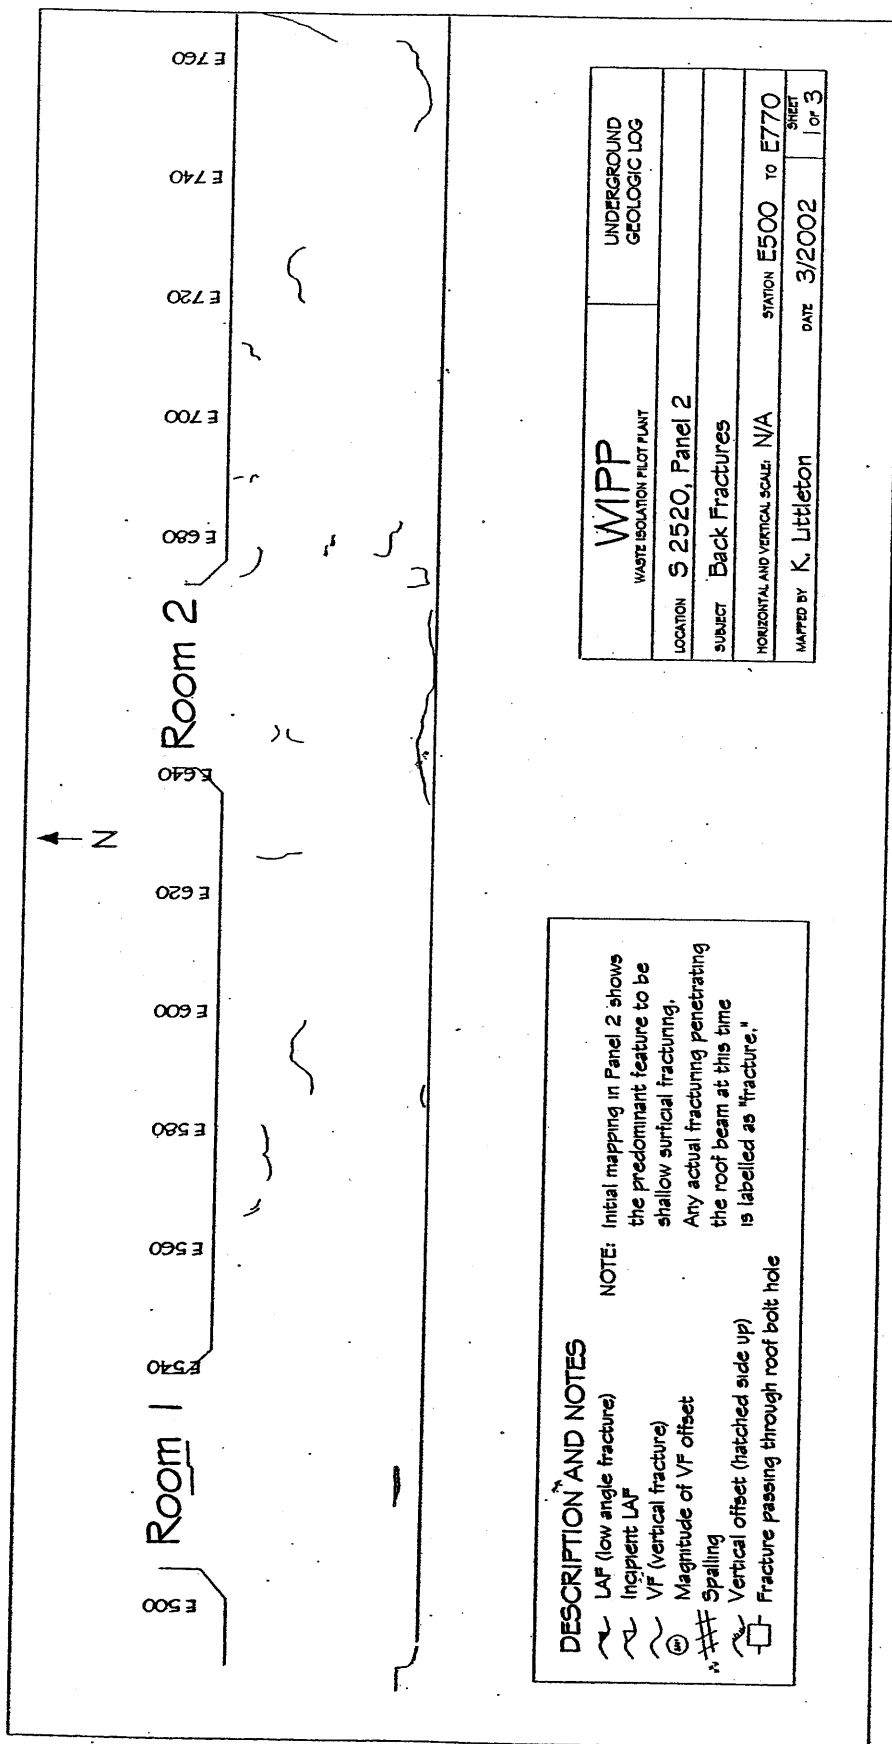 E 500
E 540
E 560
E 580
E 600
E 620
E 640
E 680
E 700
E 720
E 740
E 760
Room 1
Room 2
N
DESCRIPTION AND NOTES
LAF (low angle fracture)
Incipient LAF
VF (vertical fracture)
Magnitude of VF offset
Spalling
Vertical offset (hatched side up)
Fracture passing through roof bolt hole
NOTE: Initial mapping in Panel 2 shows
the predominant feature to be
shallow surficial fracturing.
Any actual fracturing penetrating
the roof beam at this time
is labelled as "fracture."
WIPP
WASTE ISOLATION PILOT PLANT
UNDERGROUND
GEOLOGIC LOG
LOCATION S 2520, Panel 2
SUBJECT Back Fractures
HORIZONTAL AND VERTICAL SCALE: N/A STATION E500 TO E770
MAPPED BY K. Littleton DATE 3/2002 SHEET 1 OF 3